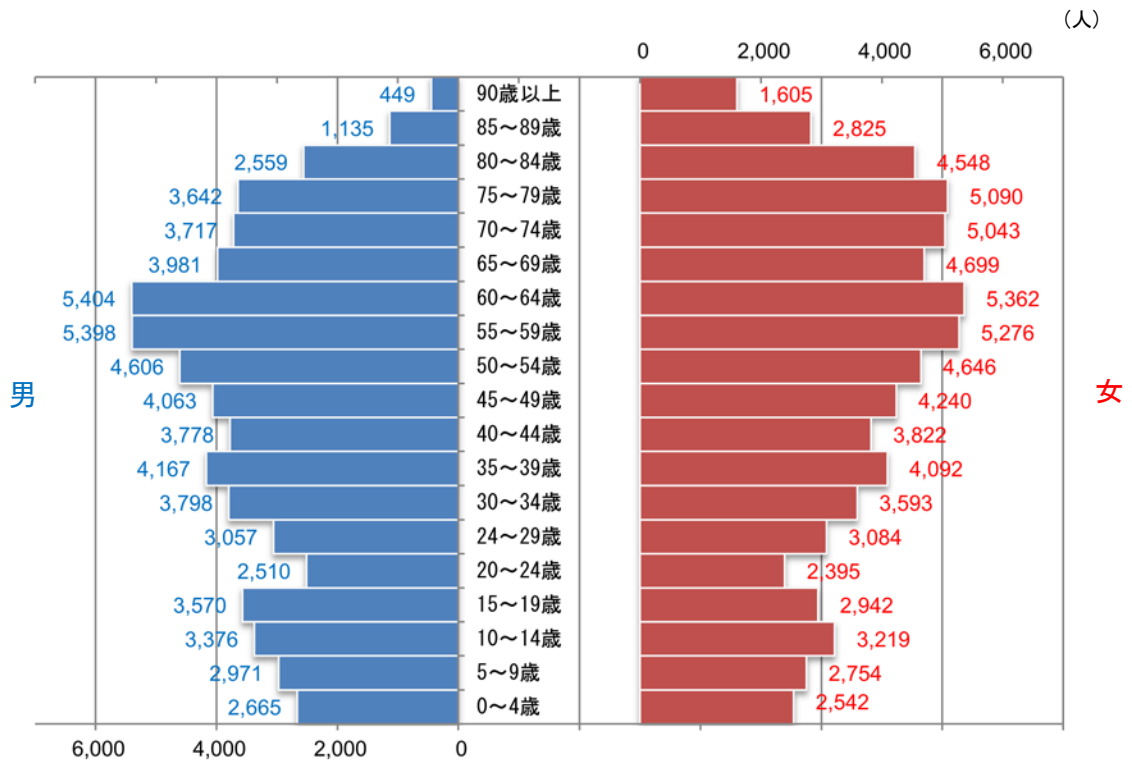 (人)
0 2,000 4,000 6,000
449 90歳以上 1,605
1,135 85～89歳 2,825
2,559 80～84歳 4,548
3,642 75～79歳 5,090
3,717 70～74歳 5,043
3,981 65～69歳 4,699
5,404 60～64歳 5,362
5,398 55～59歳 5,276
4,606 50～54歳 4,646
男 4,063 45～49歳 4,240 女
3,778 40～44歳 3,822
4,167 35～39歳 4,092
3,798 30～34歳 3,593
3,057 24～29歳 3,084
2,510 20～24歳 2,395
3,570 15～19歳 2,942
3,376 10～14歳 3,219
2,971 5～9歳 2,754
2,665 0～4歳 2,542
6,000 4,000 2,000 0